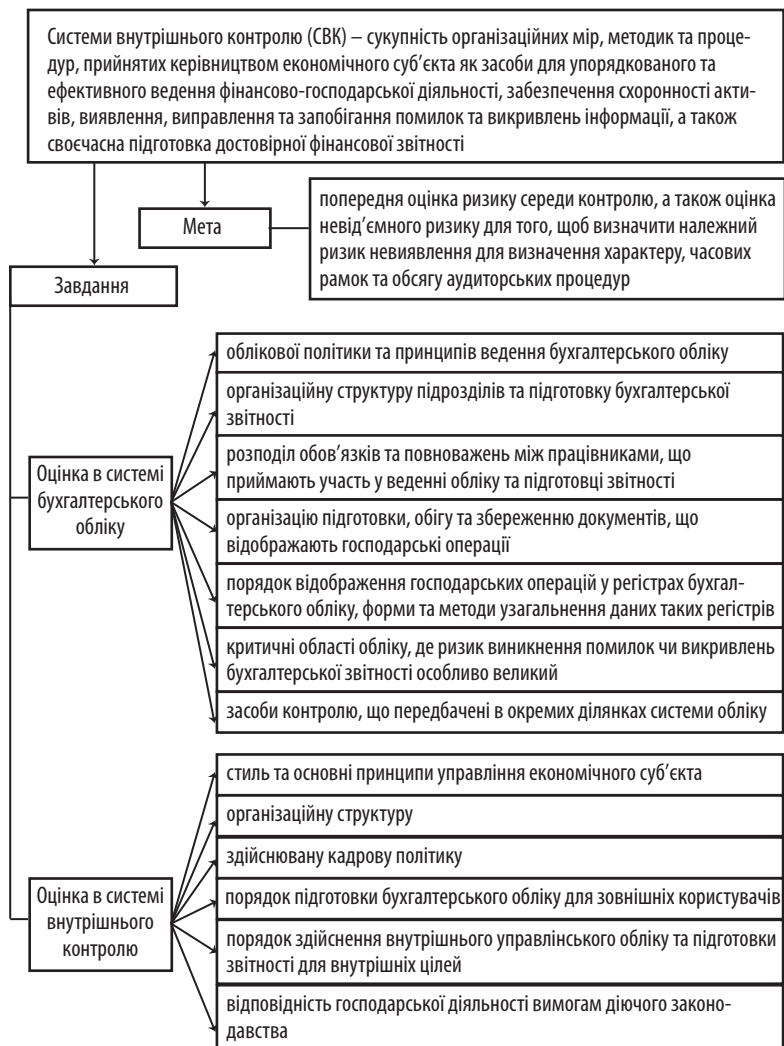 Системи внутрішнього контролю (СВК) – сукупність організаційних мір, методик та проце-
дур, прийнятих керівництвом економічного суб’єкта як засоби для упорядкованого та
ефективного ведення фінансово-господарської діяльності, забезпечення схоронності акти-
вів, виявлення, виправлення та запобігання помилок та викривлень інформації, а також
своєчасна підготовка достовірної фінансової звітності
Мета
попередня оцінка ризику середи контролю, а також оцінка
невід’ємного ризику для того, щоб визначити належний
ризик невиявлення для визначення характеру, часових
рамок та обсягу аудиторських процедур
Завдання
Оцінка в системі
бухгалтерського
обліку
облікової політики та принципів ведення бухгалтерського обліку
організаційну структуру підрозділів та підготовку бухгалтерської
звітності
розподіл обов’язків та повноважень між працівниками, що
приймають участь у веденні обліку та підготовці звітності
організацію підготовки, обігу та збереженню документів, що
відображають господарські операції
порядок відображення господарських операцій у регістрах бухгал-
терського обліку, форми та методи узагальнення даних таких регістрів
критичні області обліку, де ризик виникнення помилок чи викривлень
бухгалтерської звітності особливо великий
засоби контролю, що передбачені в окремих ділянках системи обліку
Оцінка в системі
внутрішнього
контролю
стиль та основні принципи управління економічного суб’єкта
організаційну структуру
здійснювану кадрову політику
порядок підготовки бухгалтерського обліку для зовнішніх користувачів
порядок здійснення внутрішнього управлінського обліку та підготовки
звітності для внутрішніх цілей
відповідність господарської діяльності вимогам діючого законо-
давства